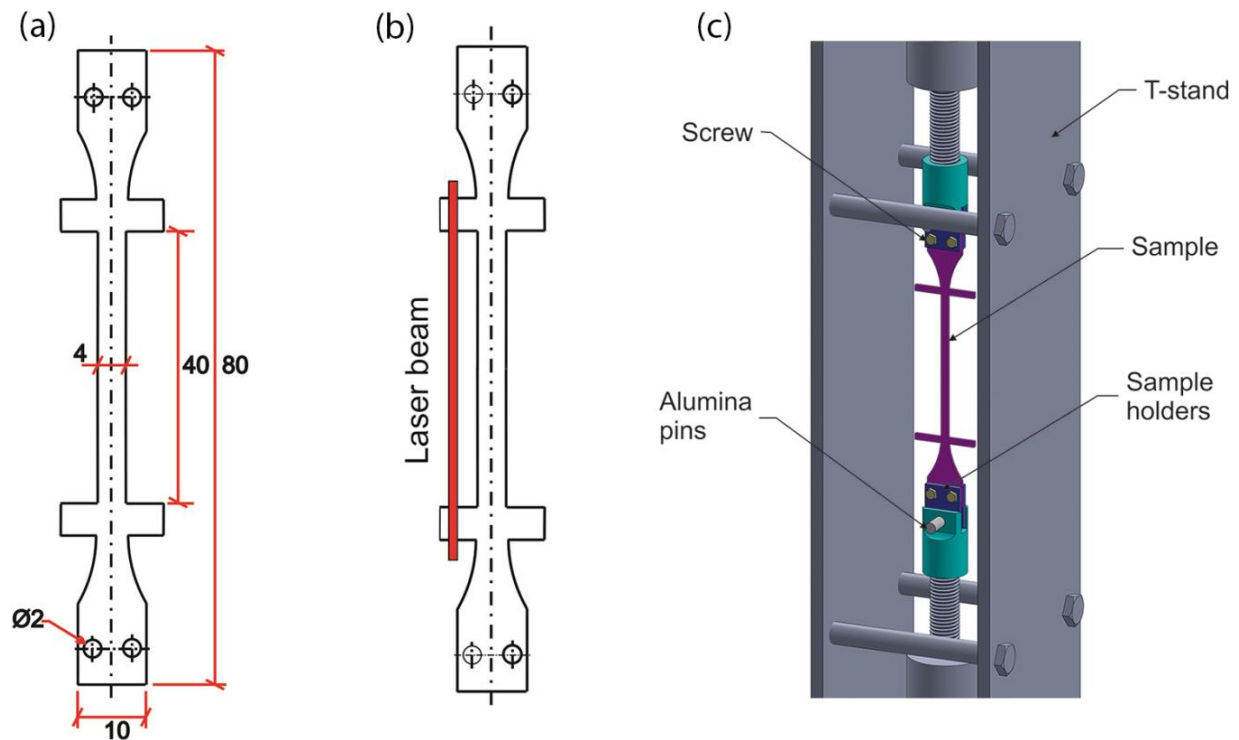 (a)
(b)
(c)
T-stand
Screw
Sample
4
40
80
Laser beam
Alumina
pins
Sample
holders
Ø2
10